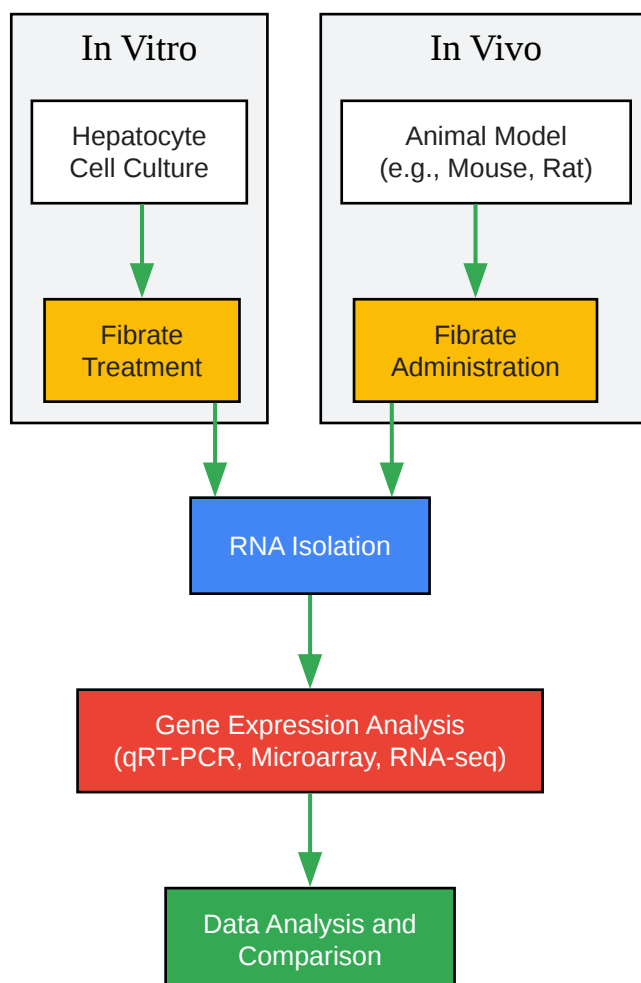 In Vitro
Hepatocyte
Cell Culture
Fibrate
Treatment
In Vivo
Animal Model
(e.g., Mouse, Rat)
Fibrate
Administration
RNA Isolation
Gene Expression Analysis
(qRT-PCR, Microarray, RNA-seq)
Data Analysis and
Comparison